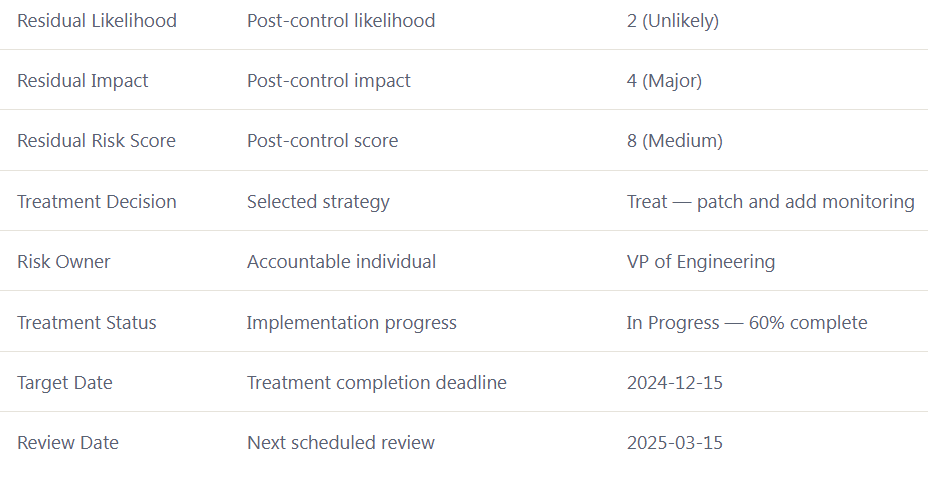 Residual Likelihood Post-control likelihood 2 (Unlikely)
Residual Impact Post-control impact 4 (Major)
Residual Risk Score Post-control score 8 (Medium)
Treatment Decision Selected strategy Treat — patch and add monitoring
Risk Owner Accountable individual VP of Engineering
Treatment Status Implementation progress In Progress — 60% complete
Target Date Treatment completion deadline 2024-12-15
Review Date Next scheduled review 2025-03-15